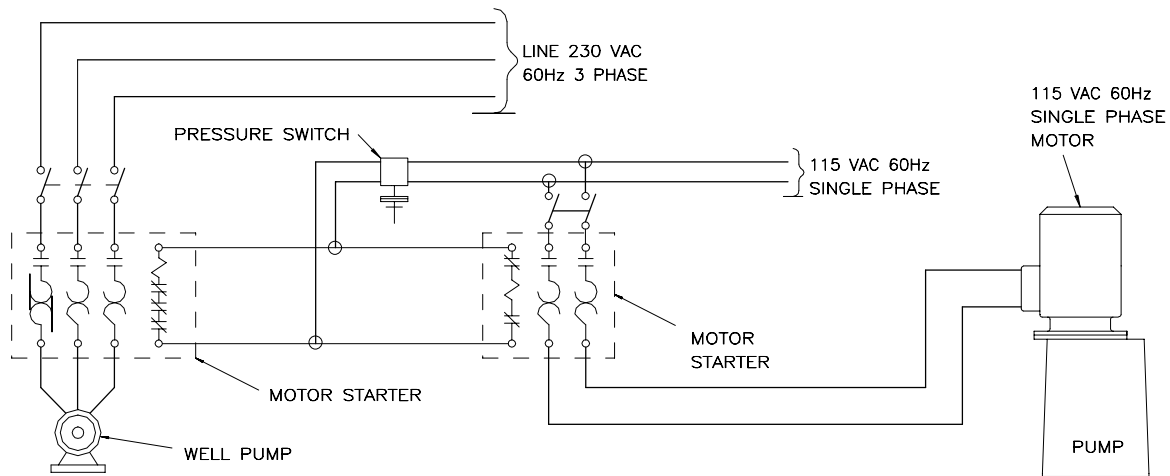 LINE 230 VAC
60Hz 3 PHASE
115 VAC 60Hz
SINGLE PHASE
MOTOR
PRESSURE SWITCH
115 VAC 60Hz
SINGLE PHASE
MOTOR
STARTER
MOTOR STARTER
WELL PUMP
PUMP